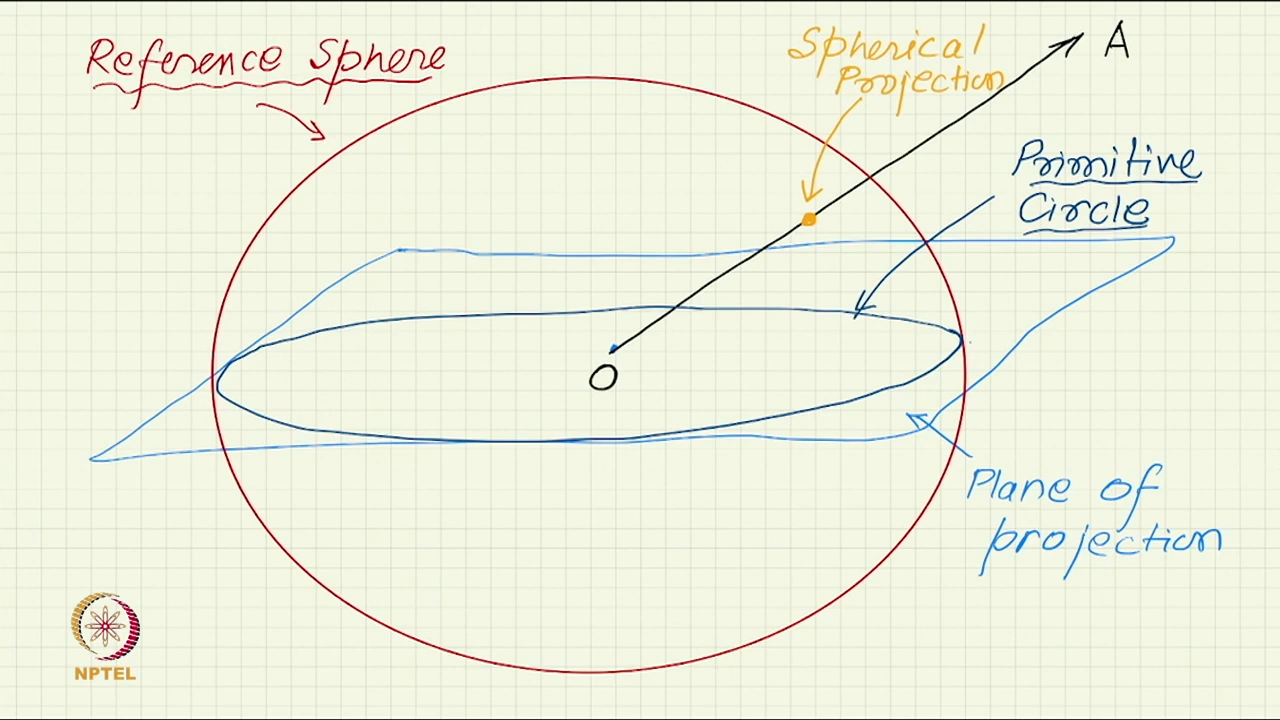 Reference Sphere
Spherical
Projection
A
Primitive
Circle
O
Plane of
projection
NPTEL